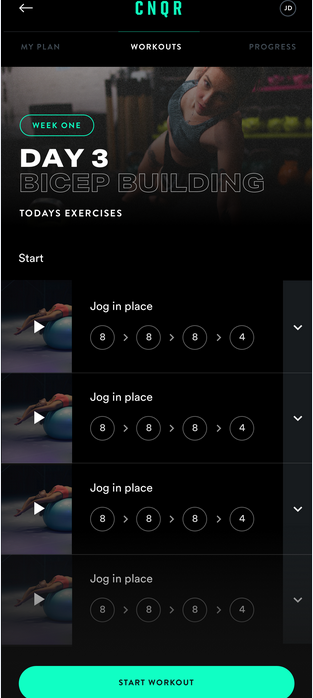 CNQR
JD
MY PLAN WORKOUTS PROGRESS
WEEK ONE
DAY 3
BICEP BUILDING
TODAYS EXERCISES
Start
Jog in place
8 > 8 > 8 > 4
Jog in place
8 > 8 > 8 > 4
Jog in place
8 > 8 > 8 > 4
Jog in place
8 > 8 > 8 > 4
START WORKOUT